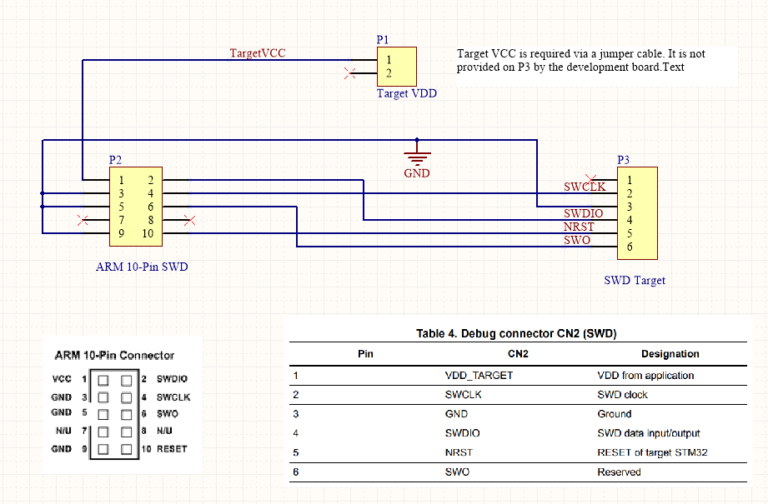 P1
TargetVCC
1
2
Target VDD
Target VCC is required via a jumper cable. It is not
provided on P3 by the development board.Text
GND
P2
1 2
3 4
5 6
7 8
9 10
ARM 10-Pin SWD
P3
1
SWCLK 2
3
SWDIO 4
NRST 5
SWO 6
SWD Target
ARM 10-Pin Connector
VCC 1 2 SWDIO
GND 3 4 SWCLK
GND 5 6 SWO
N/U 7 8 N/U
GND 9 10 RESET
Table 4. Debug connector CN2 (SWD)
Pin CN2 Designation
1 VDD_TARGET VDD from application
2 SWCLK SWD clock
3 GND Ground
4 SWDIO SWD data input/output
5 NRST RESET of target STM32
6 SWO Reserved